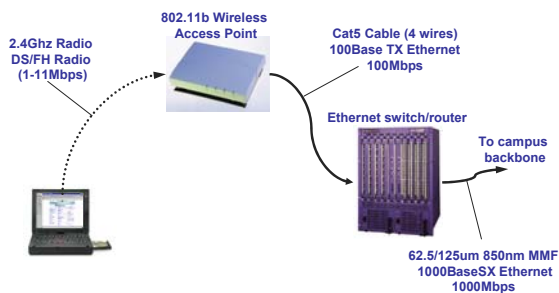 802.11b Wireless
Access Point
2.4Ghz Radio
DS/FH Radio
(1-11Mbps)
Cat5 Cable (4 wires)
100Base TX Ethernet
100Mbps
Ethernet switch/router
To campus
backbone
62.5/125um 850nm MMF
1000BaseSX Ethernet
1000Mbps